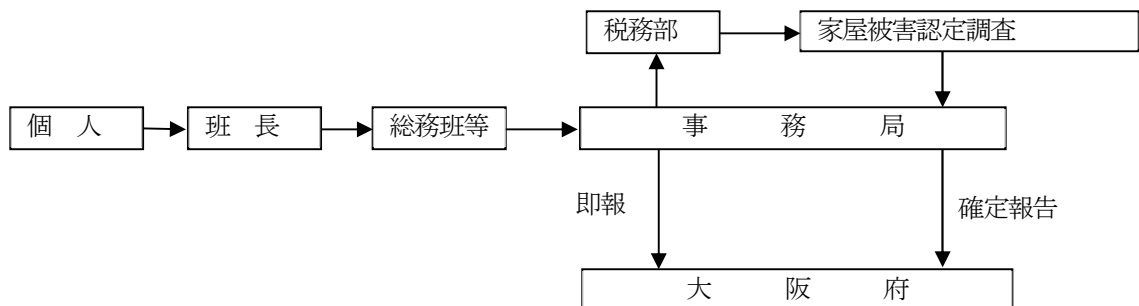 税務部 家屋被害認定調査
個 人 班 長 総務班等 事 務 局
即報 確定報告
大 阪 府